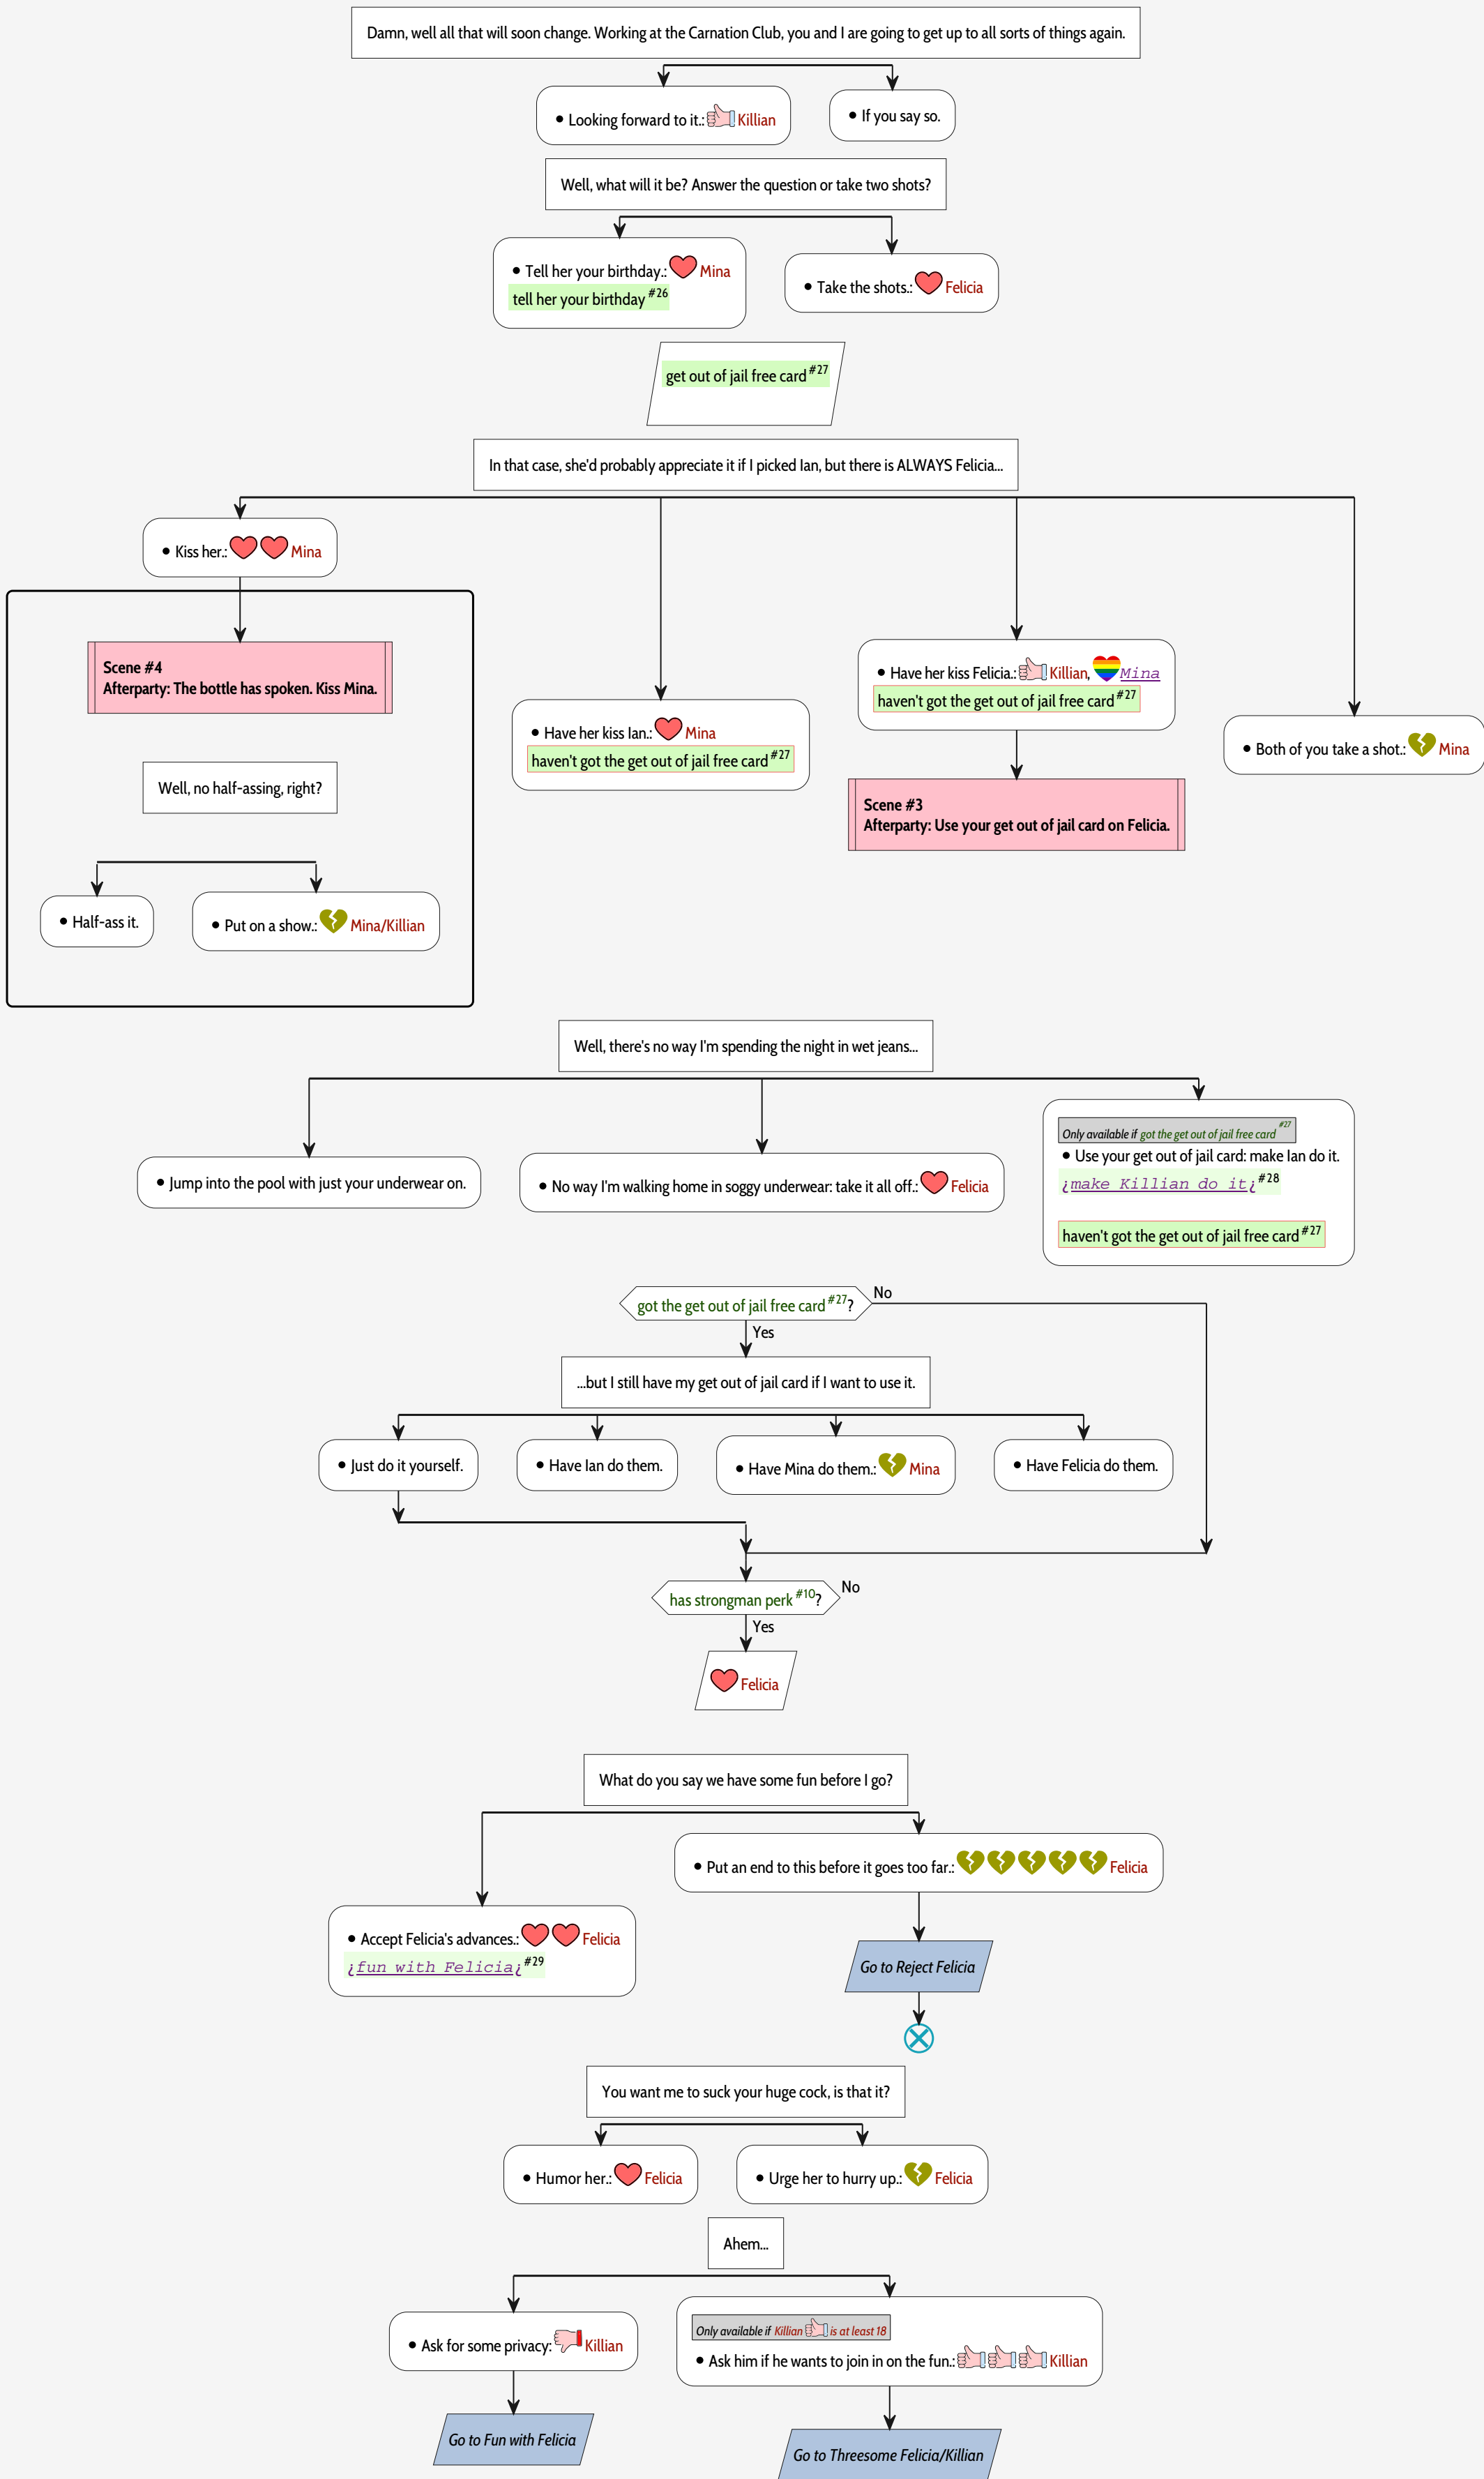 Damn, well all that will soon change. Working at the Carnation Club, you and I are going to get up to all sorts of things again.
• Looking forward to it.: Killian
• If you say so.
Well, what will it be? Answer the question or take two shots?
• Tell her your birthday.: Mina
tell her your birthday #26
• Take the shots.: Felicia
get out of jail free card #27
In that case, she'd probably appreciate it if I picked Ian, but there is ALWAYS Felicia...
• Kiss her.: Mina
Scene #4
Afterparty: The bottle has spoken. Kiss Mina.
Well, no half-assing, right?
• Half-ass it.
• Put on a show.: Mina/Killian
• Have her kiss Ian.: Mina
haven't got the get out of jail free card #27
• Have her kiss Felicia.: Killian, Mina
haven't got the get out of jail free card #27
Scene #3
Afterparty: Use your get out of jail card on Felicia.
• Both of you take a shot.: Mina
Well, there's no way I'm spending the night in wet jeans...
• Jump into the pool with just your underwear on.
• No way I'm walking home in soggy underwear: take it all off.: Felicia
Only available if got the get out of jail free card #27
• Use your get out of jail card: make Ian do it.
¿make Killian do it¿ #28
haven't got the get out of jail free card #27
got the get out of jail free card #27?
No
Yes
...but I still have my get out of jail card if I want to use it.
• Just do it yourself.
• Have Ian do them.
• Have Mina do them.: Mina
• Have Felicia do them.
has strongman perk #10?
No
Yes
Felicia
What do you say we have some fun before I go?
• Accept Felicia's advances.: Felicia
¿fun with Felicia¿ #29
• Put an end to this before it goes too far.: Felicia
Go to Reject Felicia
You want me to suck your huge cock, is that it?
• Humor her.: Felicia
• Urge her to hurry up.: Felicia
Ahem...
• Ask for some privacy: Killian
Go to Fun with Felicia
Only available if Killian is at least 18
• Ask him if he wants to join in on the fun.: Killian
Go to Threesome Felicia/Killian